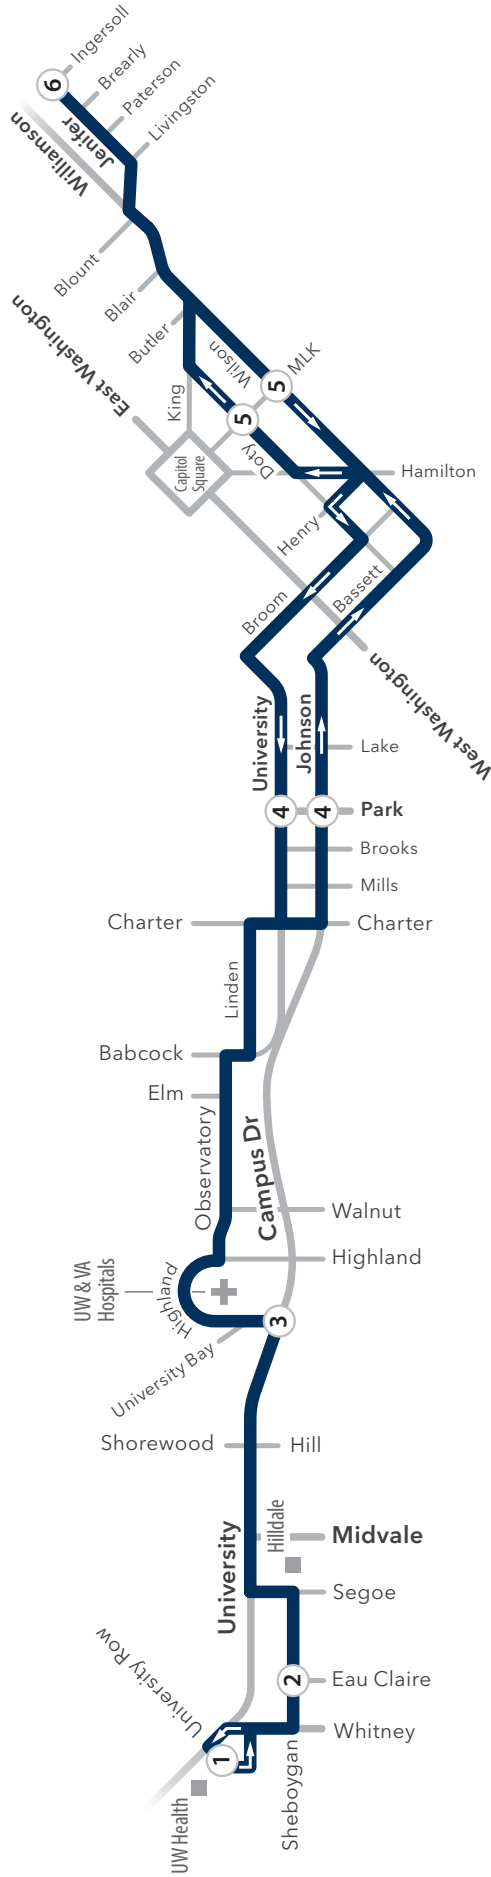 Ingersoll
6
Brearly
Paterson
Livingston
Jenifer
Williamson
Blount
Blair
Butler
East Washington
Wilson
MLK
5
5
King
Capitol
Square
Doty
Hamilton
Henry
Bassett
Broom
West Washington
University
Johnson
Lake
4
4
Park
Brooks
Mills
Charter
Charter
Linden
Babcock
Elm
Observatory
Campus Dr
Walnut
Highland
UW & VA
Hospitals
Highland
3
University Bay
Shorewood
Hill
Hilldale
Midvale
University
Segoe
University Row
2
Eau Claire
Whitney
1
Sheboygan
UW Health